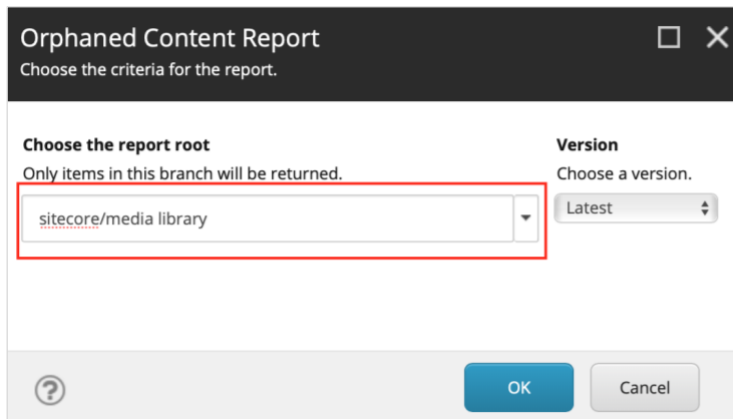 Orphaned Content Report
Choose the criteria for the report.
Choose the report root
Version
Only items in this branch will be returned.
Choose a version.
sitecore/media library
Latest
?
OK
Cancel